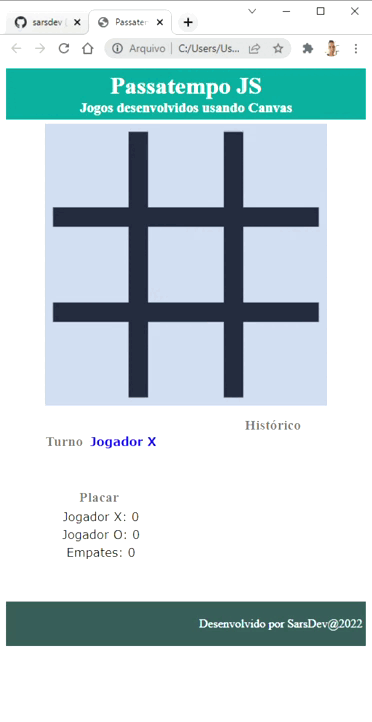 sarsdev
Passater
Arquivo
C:/Users/Us...
Passatempo JS
Jogos desenvolvidos usando Canvas
Histórico
Turno Jogador X
Placar
Jogador X: 0
Jogador O: 0
Empates: 0
Desenvolvido por SarsDev@2022